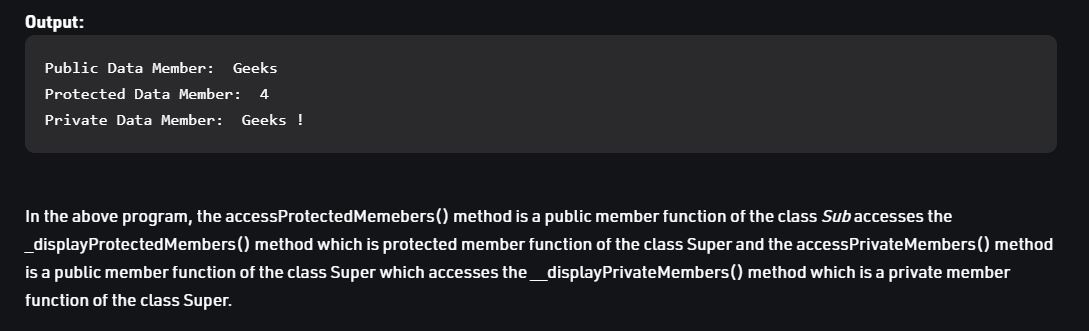 Output:
Public Data Member:  Geeks
Protected Data Member:  4
Private Data Member:  Geeks !
In the above program, the accessProtectedMemebers() method is a public member function of the class Sub accesses the
_displayProtectedMembers() method which is protected member function of the class Super and the accessPrivateMembers() method
is a public member function of the class Super which accesses the __displayPrivateMembers() method which is a private member
function of the class Super.